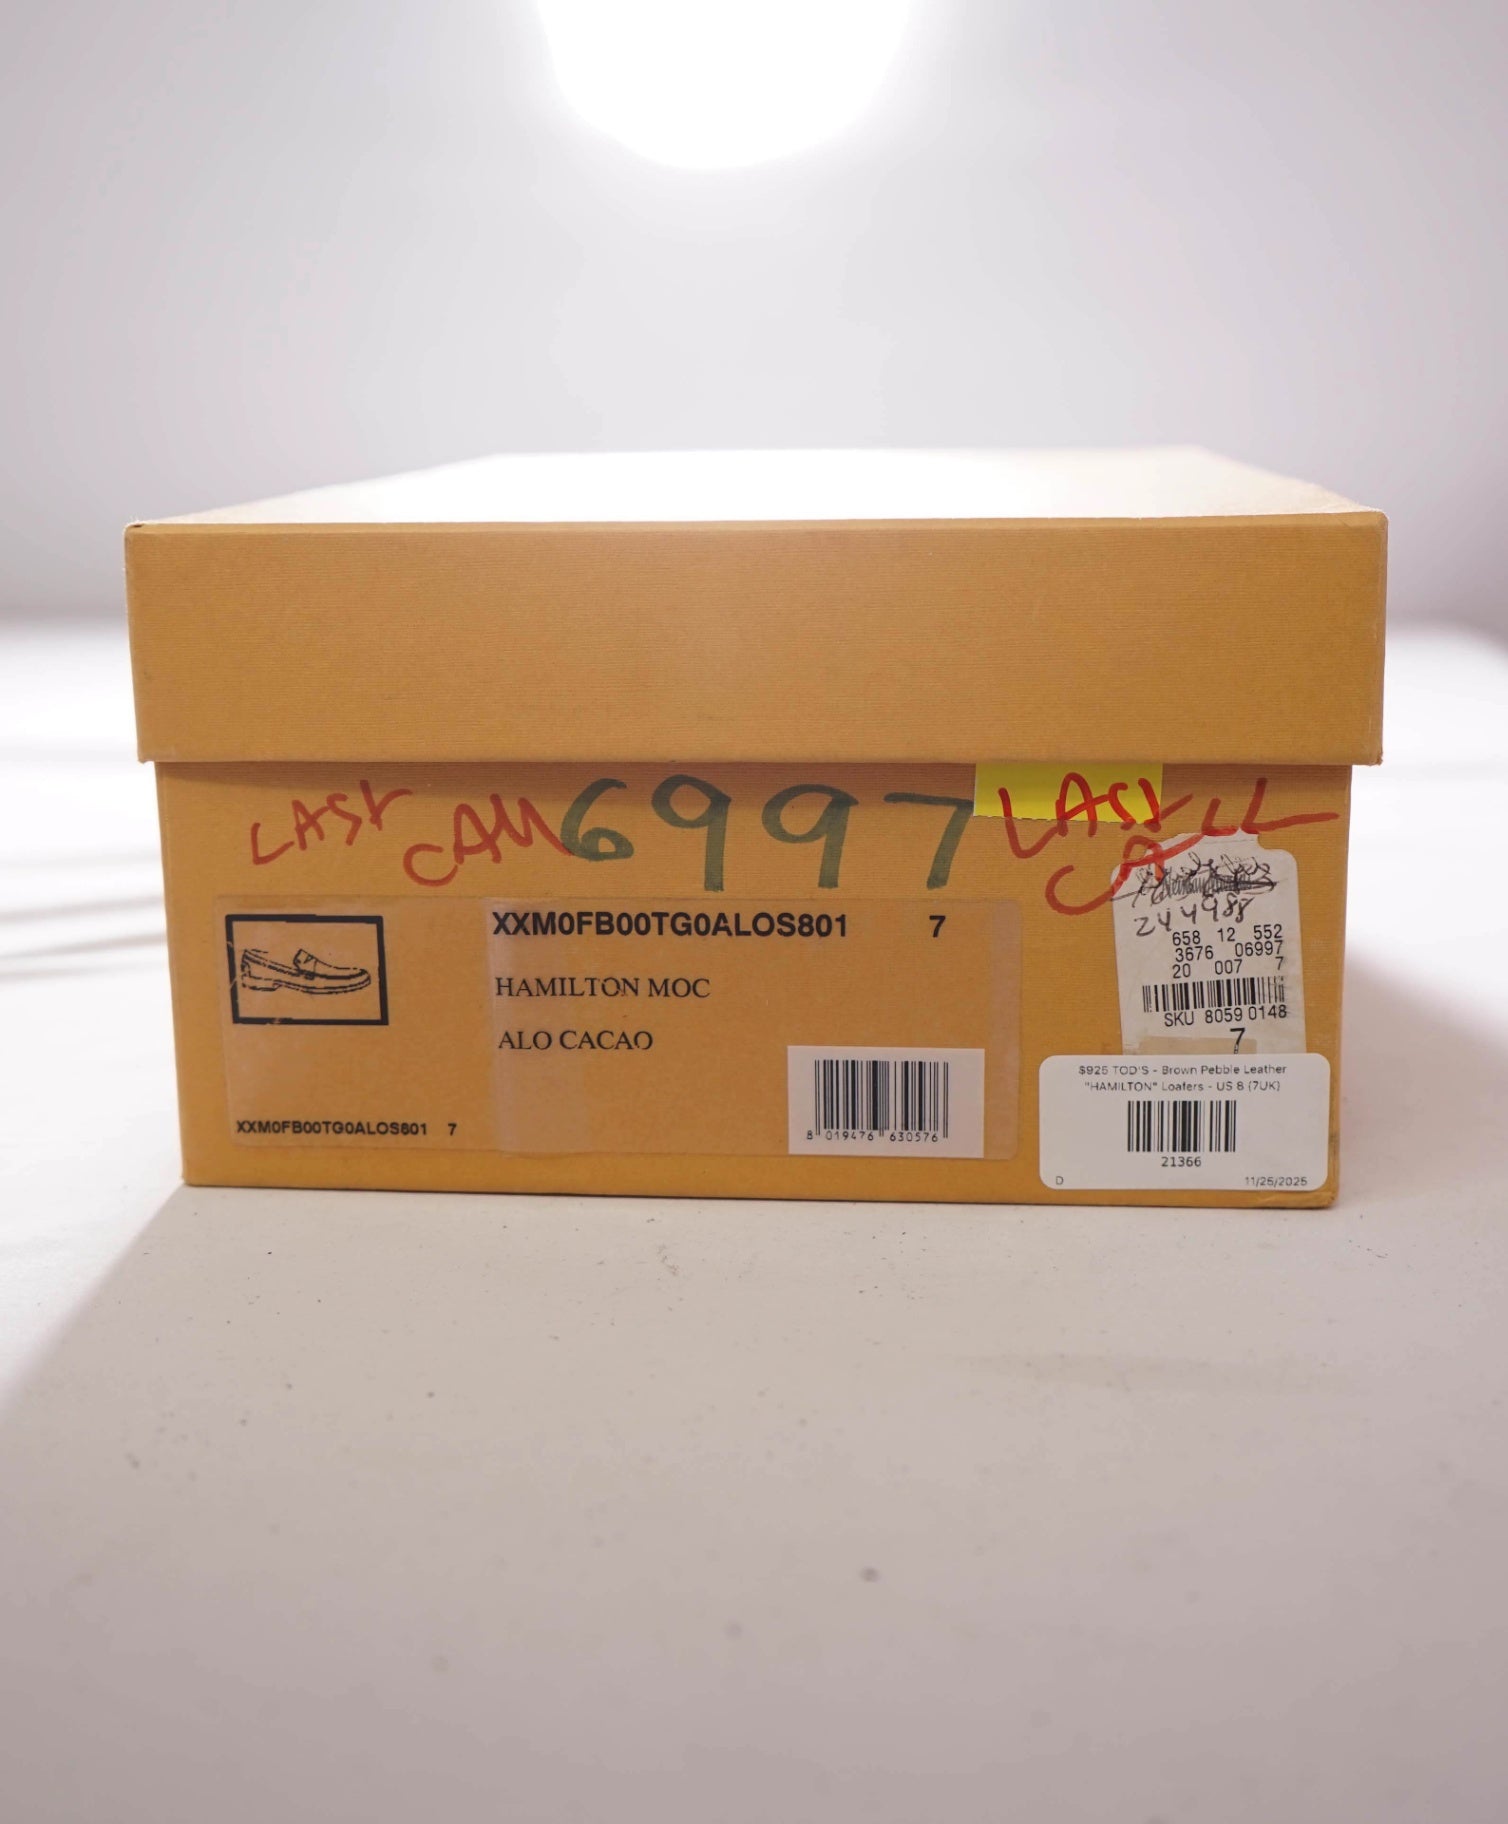 LAST CALL 6997 LAST CALL
244988
658 12 552
3676 06997
20 007 7
SKU 8059 0148
7
XXM0FB00TG0ALOS801 7
HAMILTON MOC
ALO CACAO
8 019476 630576
XXM0FB00TG0ALOS801 7
$925 TOD'S - Brown Pebble Leather
"HAMILTON" Loafers - US 8 (7UK)
21366
D 11/25/2025